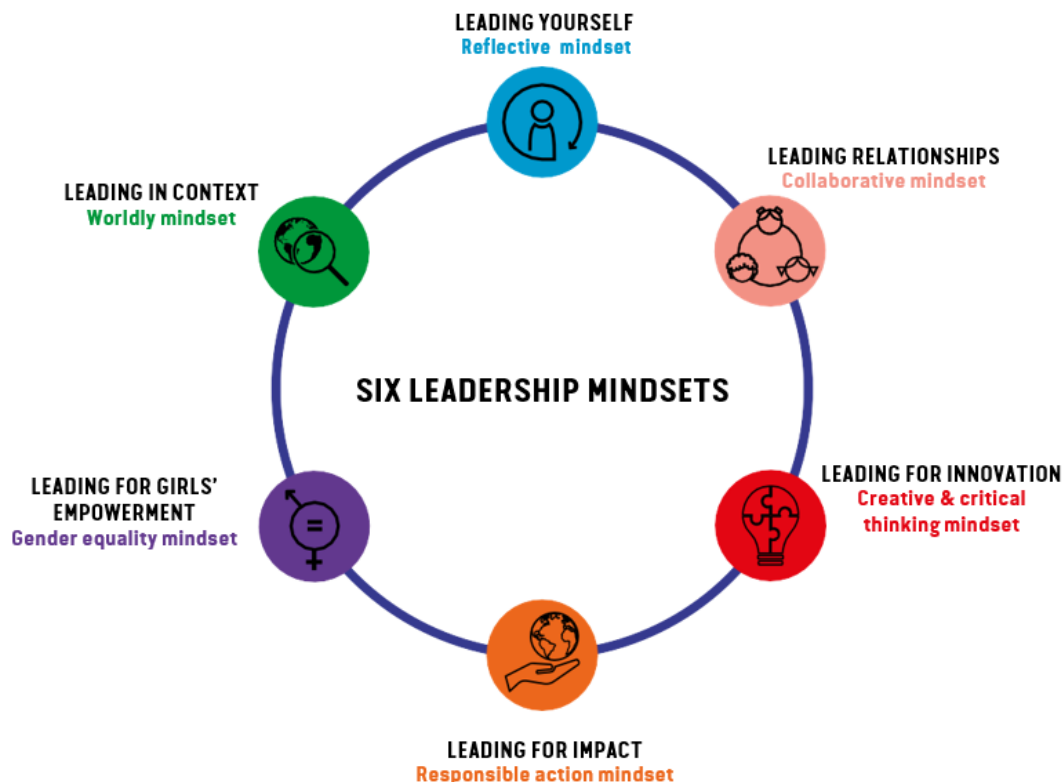 LEADING YOURSELF
Reflective mindset
LEADING RELATIONSHIPS
Collaborative mindset
LEADING IN CONTEXT
Worldly mindset
SIX LEADERSHIP MINDSETS
LEADING FOR INNOVATION
Creative & critical
thinking mindset
LEADING FOR GIRLS'
EMPOWERMENT
Gender equality mindset
=
LEADING FOR IMPACT
Responsible action mindset